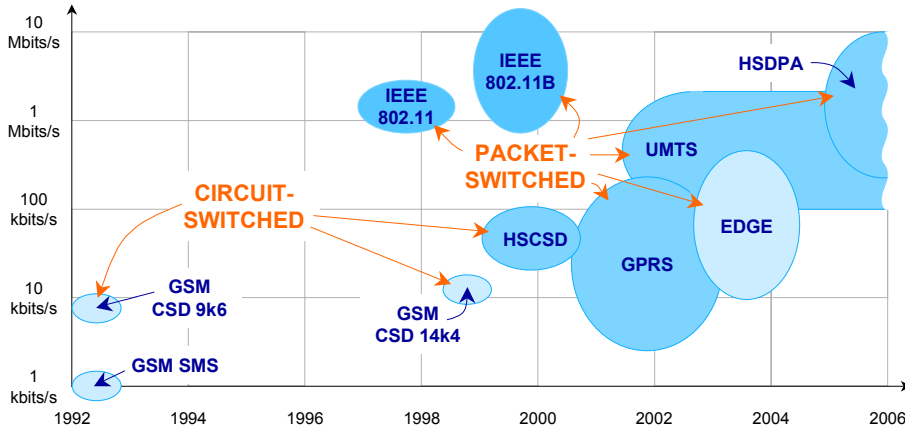 10
Mbits/s
1
Mbits/s
100
kbits/s
10
kbits/s
1
kbits/s
IEEE
802.11
IEEE
802.11B
HSDPA
PACKET-
SWITCHED
UMTS
CIRCUIT-
SWITCHED
HSCSD
GPRS
EDGE
GSM
CSD 9k6
GSM
CSD 14k4
GSM SMS
1992
1994
1996
1998
2000
2002
2004
2006